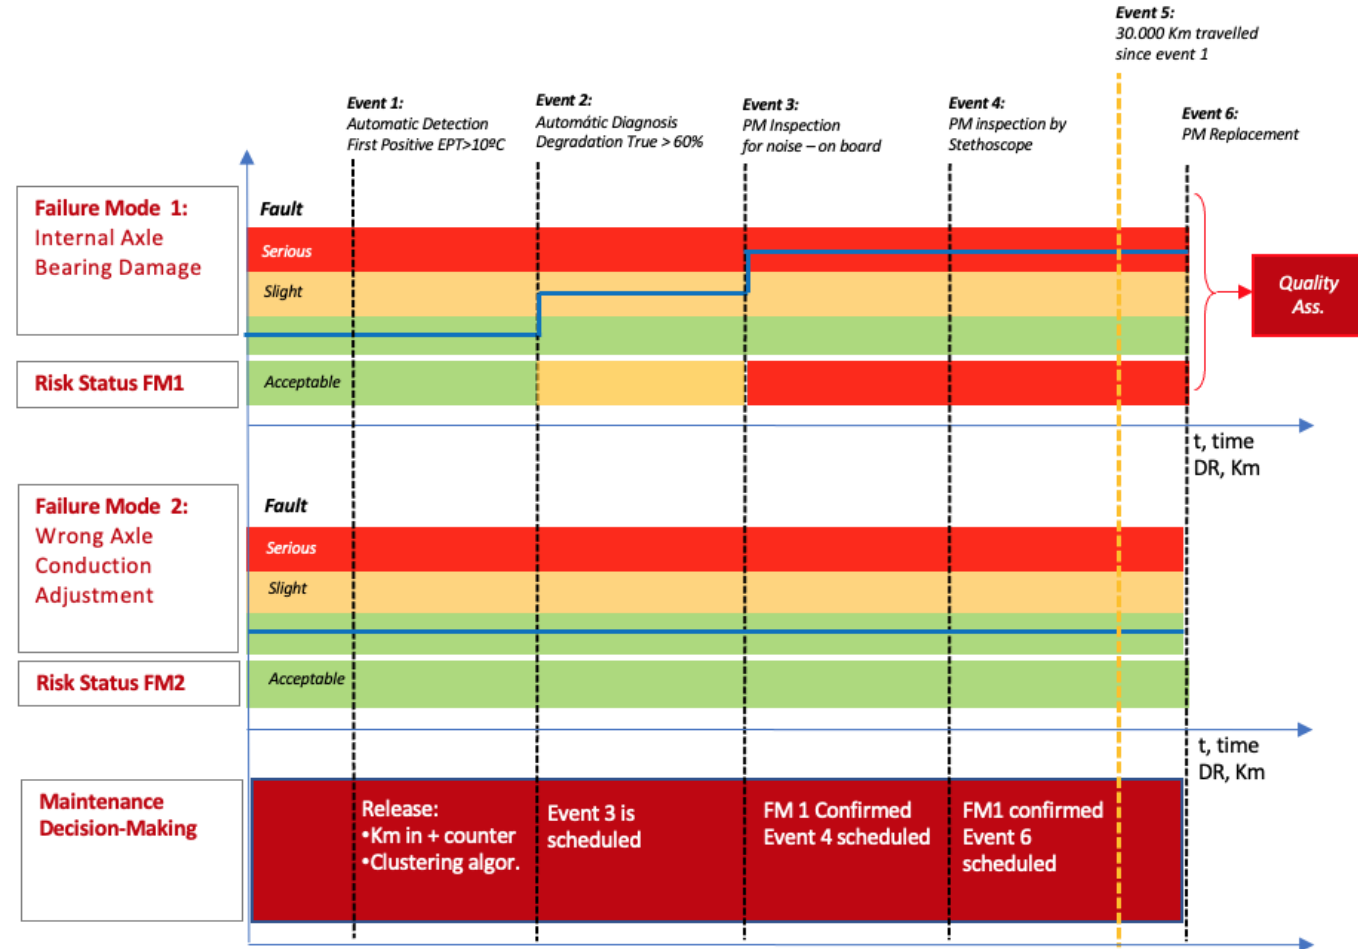 Event 5:
30.000 Km travelled
since event 1
Event 1:
Automatic Detection
First Positive EPT>10ºC
Event 2:
Automátic Diagnosis
Degradation True > 60%
Event 3:
PM Inspection
for noise – on board
Event 4:
PM inspection by
Stethoscope
Event 6:
PM Replacement
Failure Mode 1:
Internal Axle
Bearing Damage
Fault
Serious
Slight
Quality
Ass.
Risk Status FM1
Acceptable
t, time
DR, Km
Failure Mode 2:
Wrong Axle
Conduction
Adjustment
Fault
Serious
Slight
Risk Status FM2
Acceptable
t, time
DR, Km
Maintenance
Decision-Making
Release:
•Km in + counter
•Clustering algor.
Event 3 is
scheduled
FM 1 Confirmed
Event 4 scheduled
FM1 confirmed
Event 6
scheduled